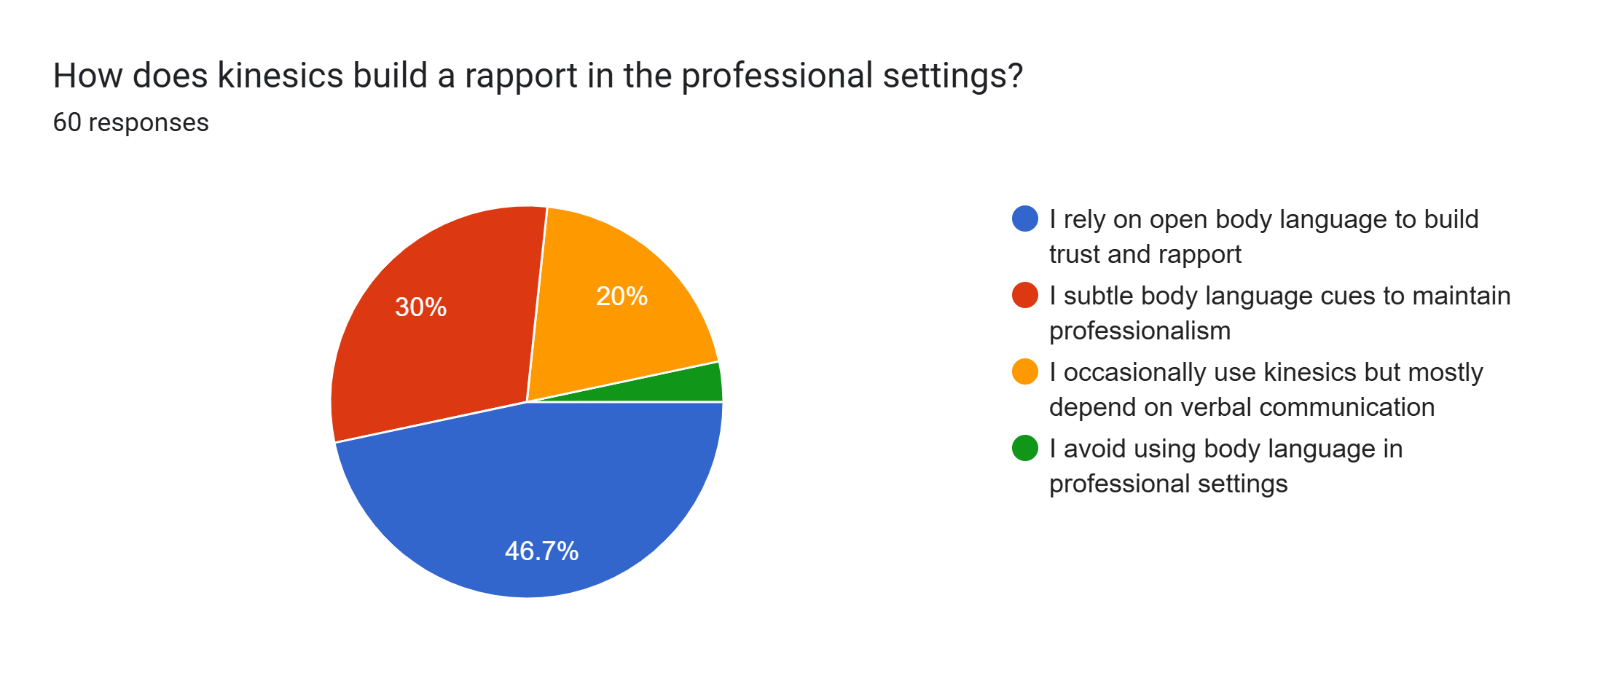 How does kinesics build a rapport in the professional settings?
60 responses
30%
20%
46.7%
I rely on open body language to build
trust and rapport
I subtle body language cues to maintain
professionalism
I occasionally use kinesics but mostly
depend on verbal communication
I avoid using body language in
professional settings